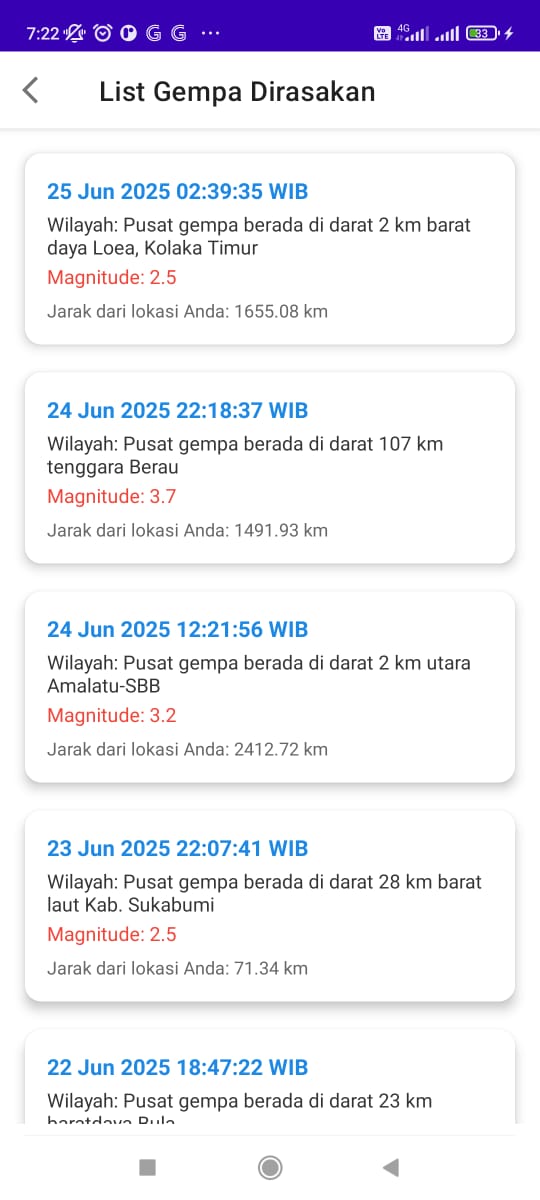 7:22
4G
33
List Gempa Dirasakan
25 Jun 2025 02:39:35 WIB
Wilayah: Pusat gempa berada di darat 2 km barat
daya Loea, Kolaka Timur
Magnitude: 2.5
Jarak dari lokasi Anda: 1655.08 km
24 Jun 2025 22:18:37 WIB
Wilayah: Pusat gempa berada di darat 107 km
tenggara Berau
Magnitude: 3.7
Jarak dari lokasi Anda: 1491.93 km
24 Jun 2025 12:21:56 WIB
Wilayah: Pusat gempa berada di darat 2 km utara
Amalatu-SBB
Magnitude: 3.2
Jarak dari lokasi Anda: 2412.72 km
23 Jun 2025 22:07:41 WIB
Wilayah: Pusat gempa berada di darat 28 km barat
laut Kab. Sukabumi
Magnitude: 2.5
Jarak dari lokasi Anda: 71.34 km
22 Jun 2025 18:47:22 WIB
Wilayah: Pusat gempa berada di darat 23 km
baratdaya Bula